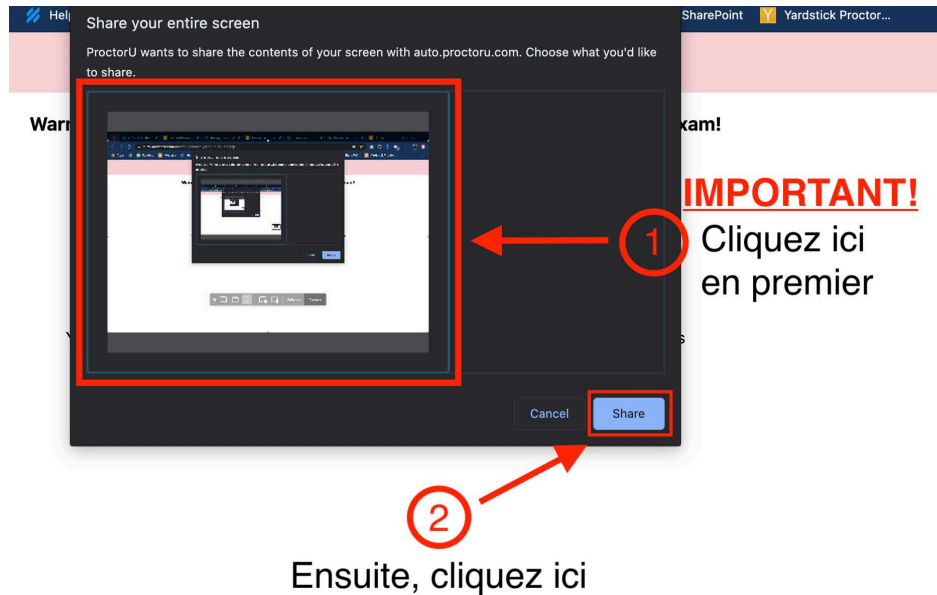 Help
SharePoint
Yardstick Proctor...
Share your entire screen
ProctorU wants to share the contents of your screen with auto.proctoru.com. Choose what you'd like
to share.
xam!
IMPORTANT!
1
Cliquez ici
en premier
Cancel
Share
2
Ensuite, cliquez ici